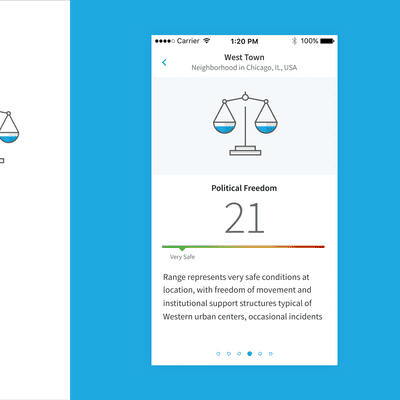 Carrier 1:20 PM 100%
West Town
Neighborhood in Chicago, IL, USA
Political Freedom
21
Very Safe
Range represents very safe conditions at
location, with freedom of movement and
institutional support structures typical of
Western urban centers, occasional incidents